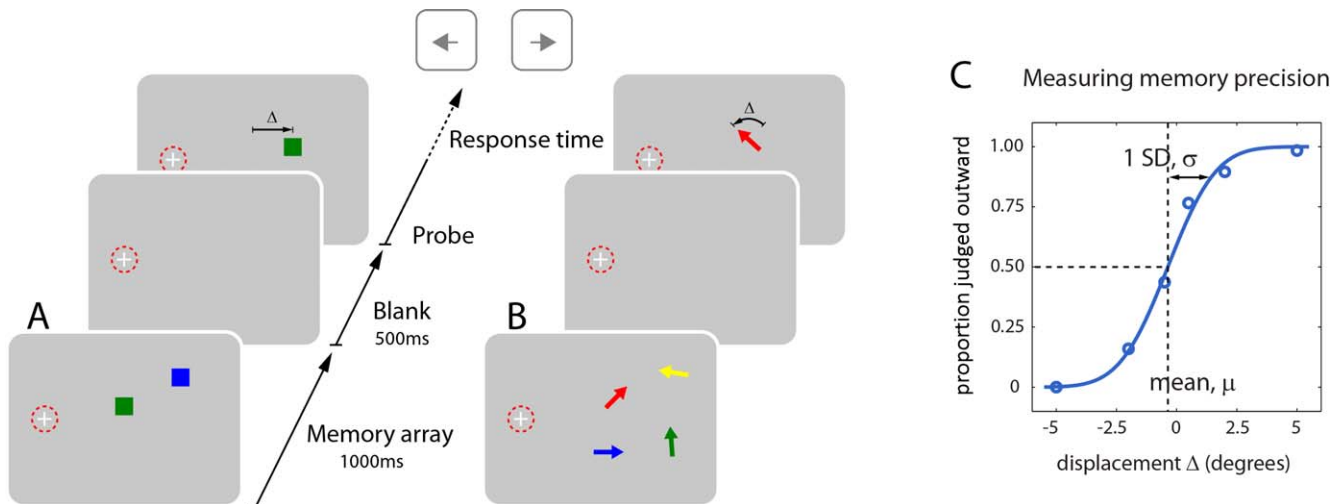 Δ
Response time
Probe
Blank
500ms
Memory array
1000ms
A
Δ
B
C
Measuring memory precision
proportion judged outward
1.00
0.75
0.50
0.25
0
1 SD, σ
mean, μ
-5
-2.5
0
2.5
5
displacement Δ (degrees)